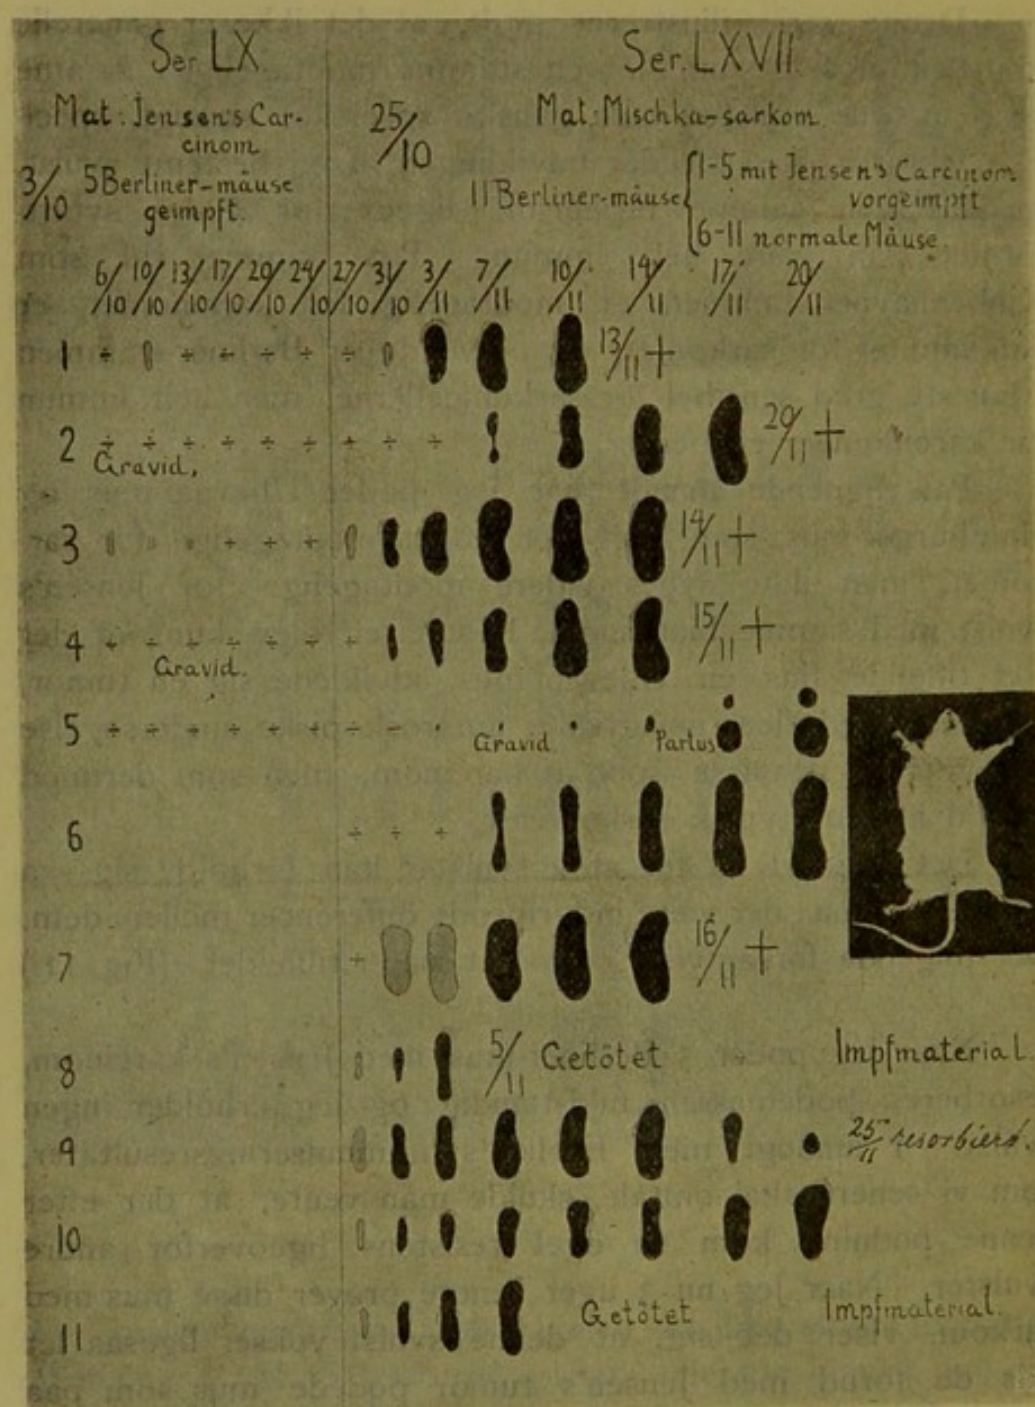 Ser. LX.
Ser. LXVII.
Mat: Jensen's Car-
cinom
25/10
Mat: Mischka-sarkom.
3/10 5 Berliner-mäuse
geimpft.
11 Berliner-mäuse
1-5 mit Jensen's Carcinom
vorgeimpft
6-11 normale Mäuse.
6/10 10/10 13/10 17/10 20/10 24/10 27/10 31/10 3/11 7/11 10/11 14/11 17/11 20/11
1 ÷ ÷ ÷ ÷ ÷ ÷ 13/11 +
2 ÷ ÷ ÷ ÷ ÷ ÷ ÷ ÷ ÷ 20/11 +
Gravid.
3 ÷ ÷ ÷ 14/11 +
4 ÷ ÷ ÷ ÷ ÷ ÷ ÷ 15/11 +
Gravid.
5 ÷ ÷ ÷ ÷ ÷ ÷ ÷ ÷ Gravid Partus
6 ÷ ÷ ÷
7 ÷ 16/11 +
8 5/11 Getötet Impfmaterial.
9 25/11 resorbiert.
10
11 Getötet Impfmaterial.